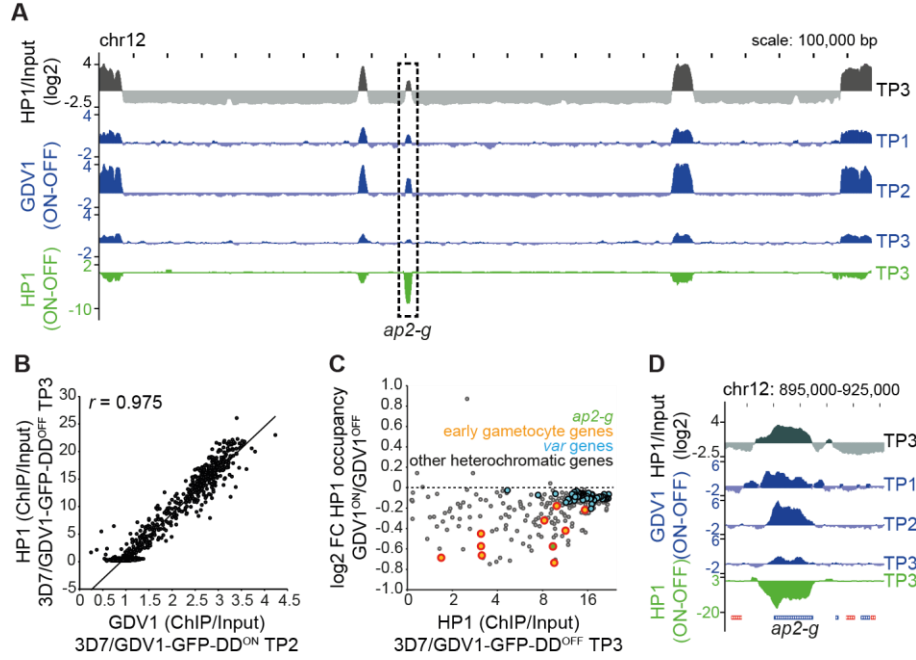 A
chr12
scale: 100,000 bp
HP1/Input
(log2)
4
-2.5
TP3
GDV1
(ON-OFF)
4
-2
TP1
4
-2
TP2
4
-2
TP3
HP1
(ON-OFF)
2
-10
TP3
ap2-g
B
r = 0.975
HP1 (ChIP/Input)
3D7/GDV1-GFP-DD^OFF TP3
30
25
20
15
10
5
0
-5
0 0.5 1 1.5 2 2.5 3 3.5 4 4.5
GDV1 (ChIP/Input)
3D7/GDV1-GFP-DD^ON TP2
C
log2 FC HP1 occupancy
GDV1^ON/GDV1^OFF
1.0
0.8
0.6
0.4
0.2
0
-0.2
-0.4
-0.6
-0.8
-1.0
ap2-g
early gametocyte genes
var genes
other heterochromatic genes
0 2 4 8 16
HP1 (ChIP/Input)
3D7/GDV1-GFP-DD^OFF TP3
D
chr12: 895,000-925,000
HP1/Input
(log2)
4
-2.5
TP3
GDV1
(ON-OFF)
6
-2
TP1
6
-2
TP2
6
-2
TP3
HP1
(ON-OFF)
3
-20
TP3
ap2-g